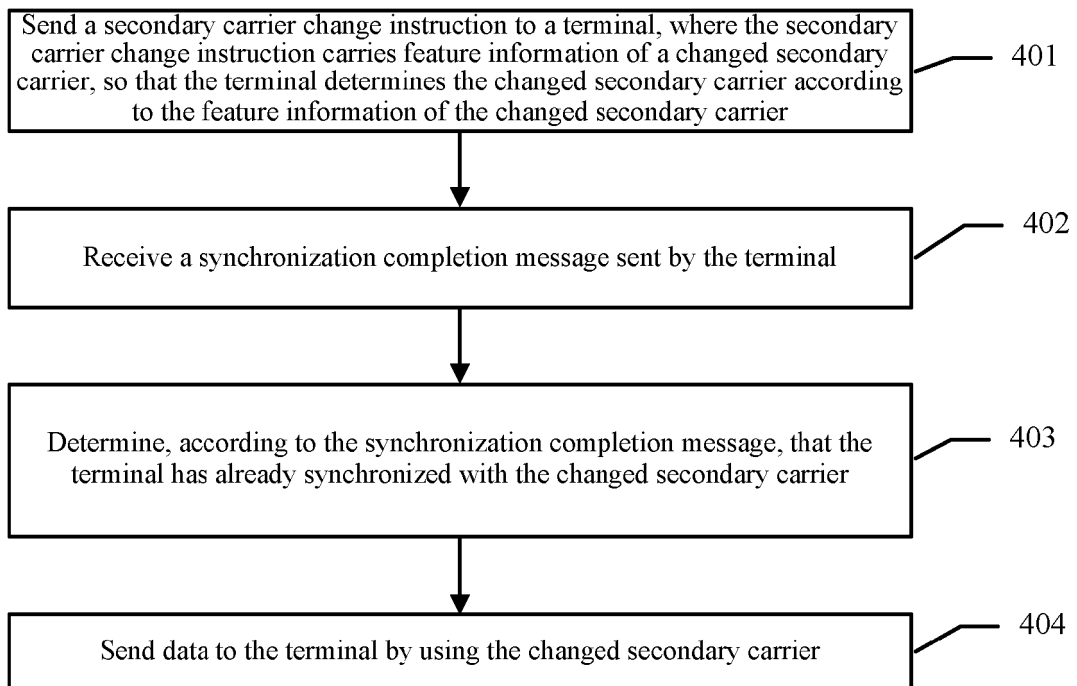 Send a secondary carrier change instruction to a terminal, where the secondary
carrier change instruction carries feature information of a changed secondary
carrier, so that the terminal determines the changed secondary carrier according
to the feature information of the changed secondary carrier
401
Receive a synchronization completion message sent by the terminal
402
Determine, according to the synchronization completion message, that the
terminal has already synchronized with the changed secondary carrier
403
Send data to the terminal by using the changed secondary carrier
404